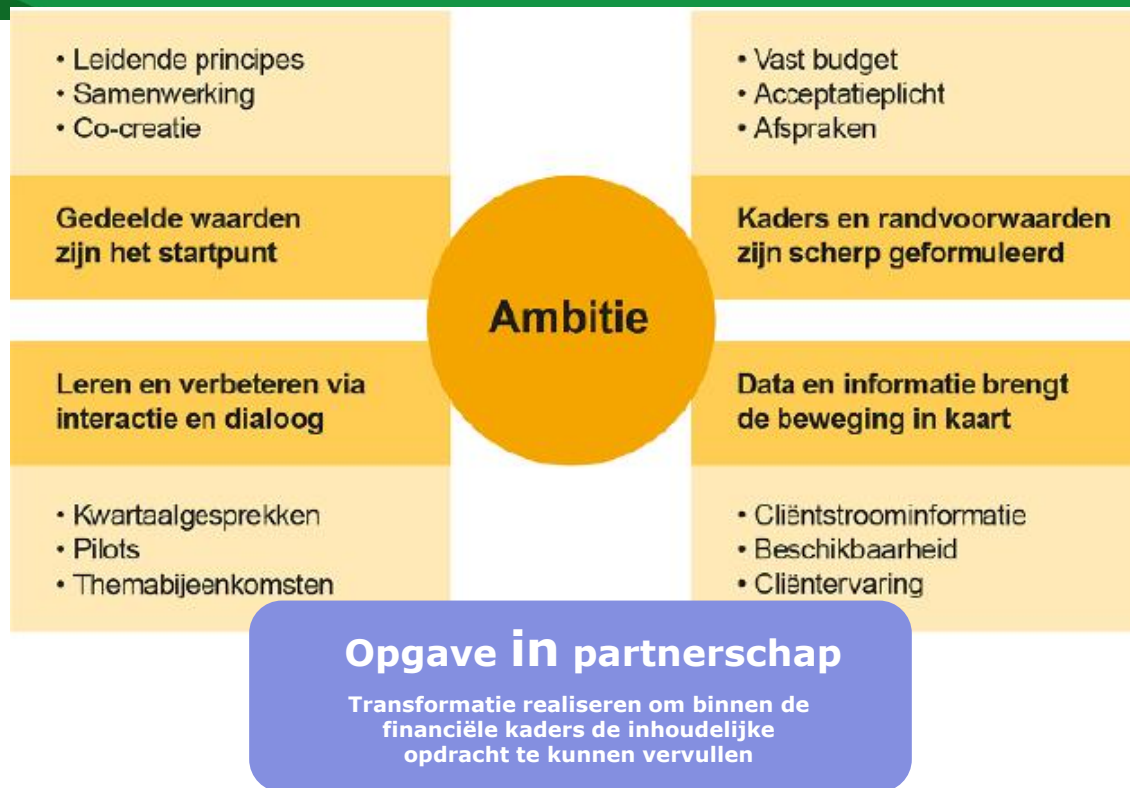 • Leidende principes
• Samenwerking
• Co-creatie
Gedeelde waarden
zijn het startpunt
• Vast budget
• Acceptatieplicht
• Afspraken
Kaders en randvoorwaarden
zijn scherp geformuleerd
Ambitie
Leren en verbeteren via
interactie en dialoog
• Kwartaalgesprekken
• Pilots
• Themabijeenkomsten
Data en informatie brengt
de beweging in kaart
• Cliëntstroominformatie
• Beschikbaarheid
• Cliëntervaring
Opgave in partnerschap
Transformatie realiseren om binnen de
financiële kaders de inhoudelijke
opdracht te kunnen vervullen